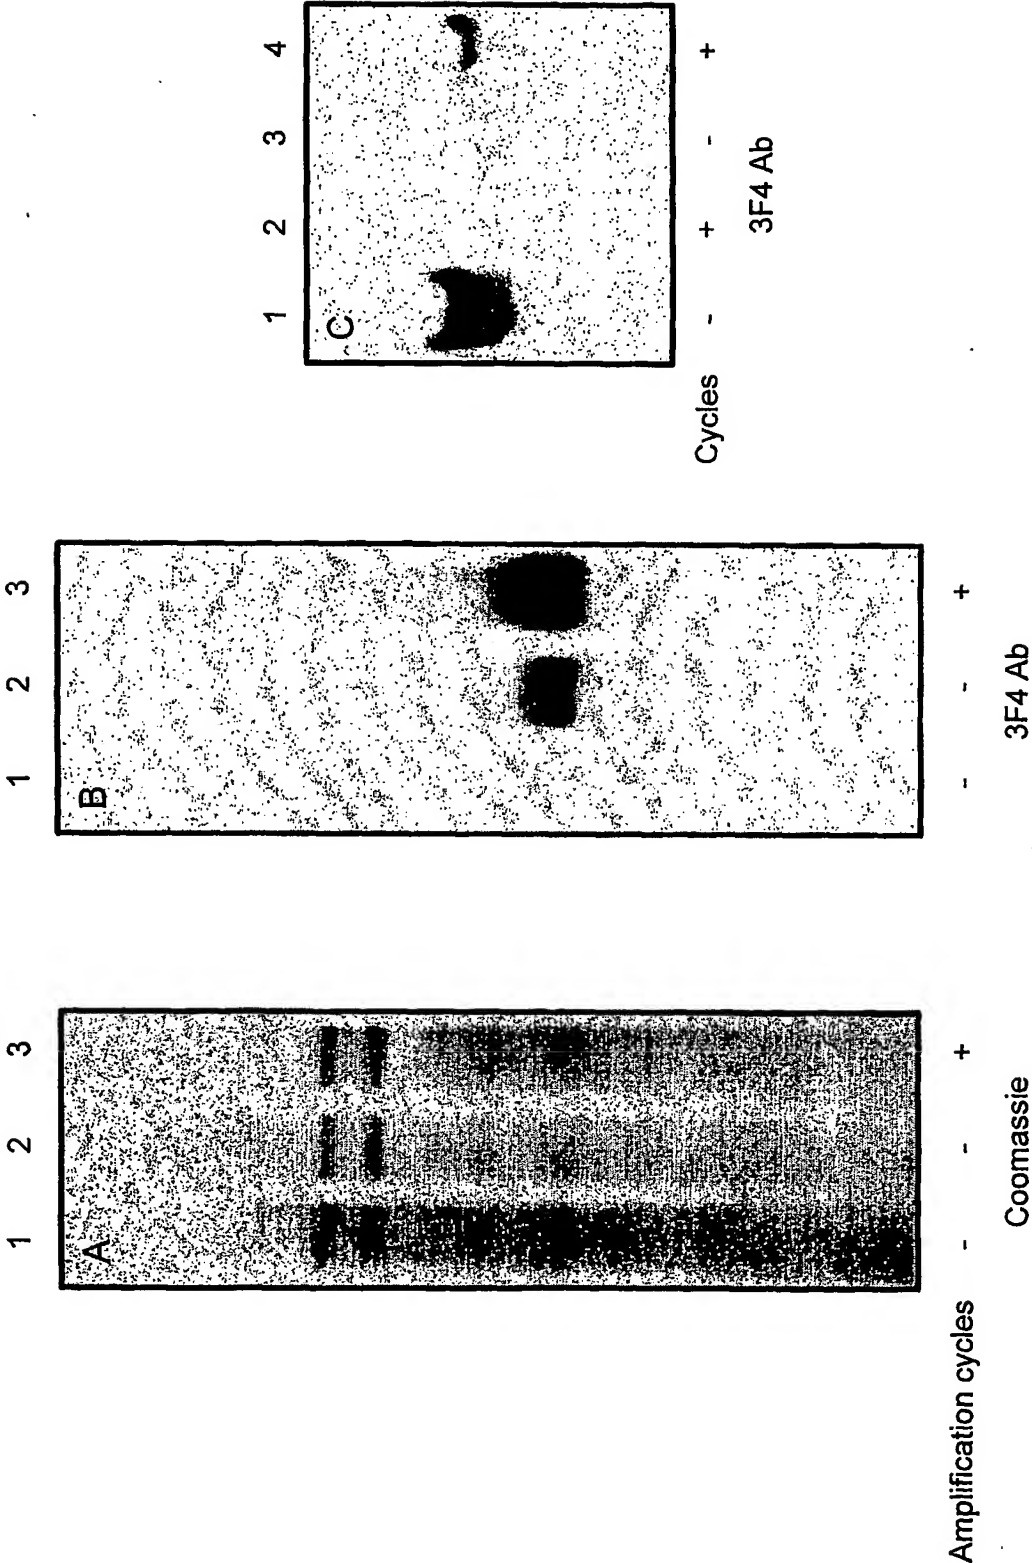 1 2 3
A
Amplification cycles - - +
Coomassie
1 2 3
B
- - +
3F4 Ab
1 2 3 4
C
Cycles - + - +
3F4 Ab